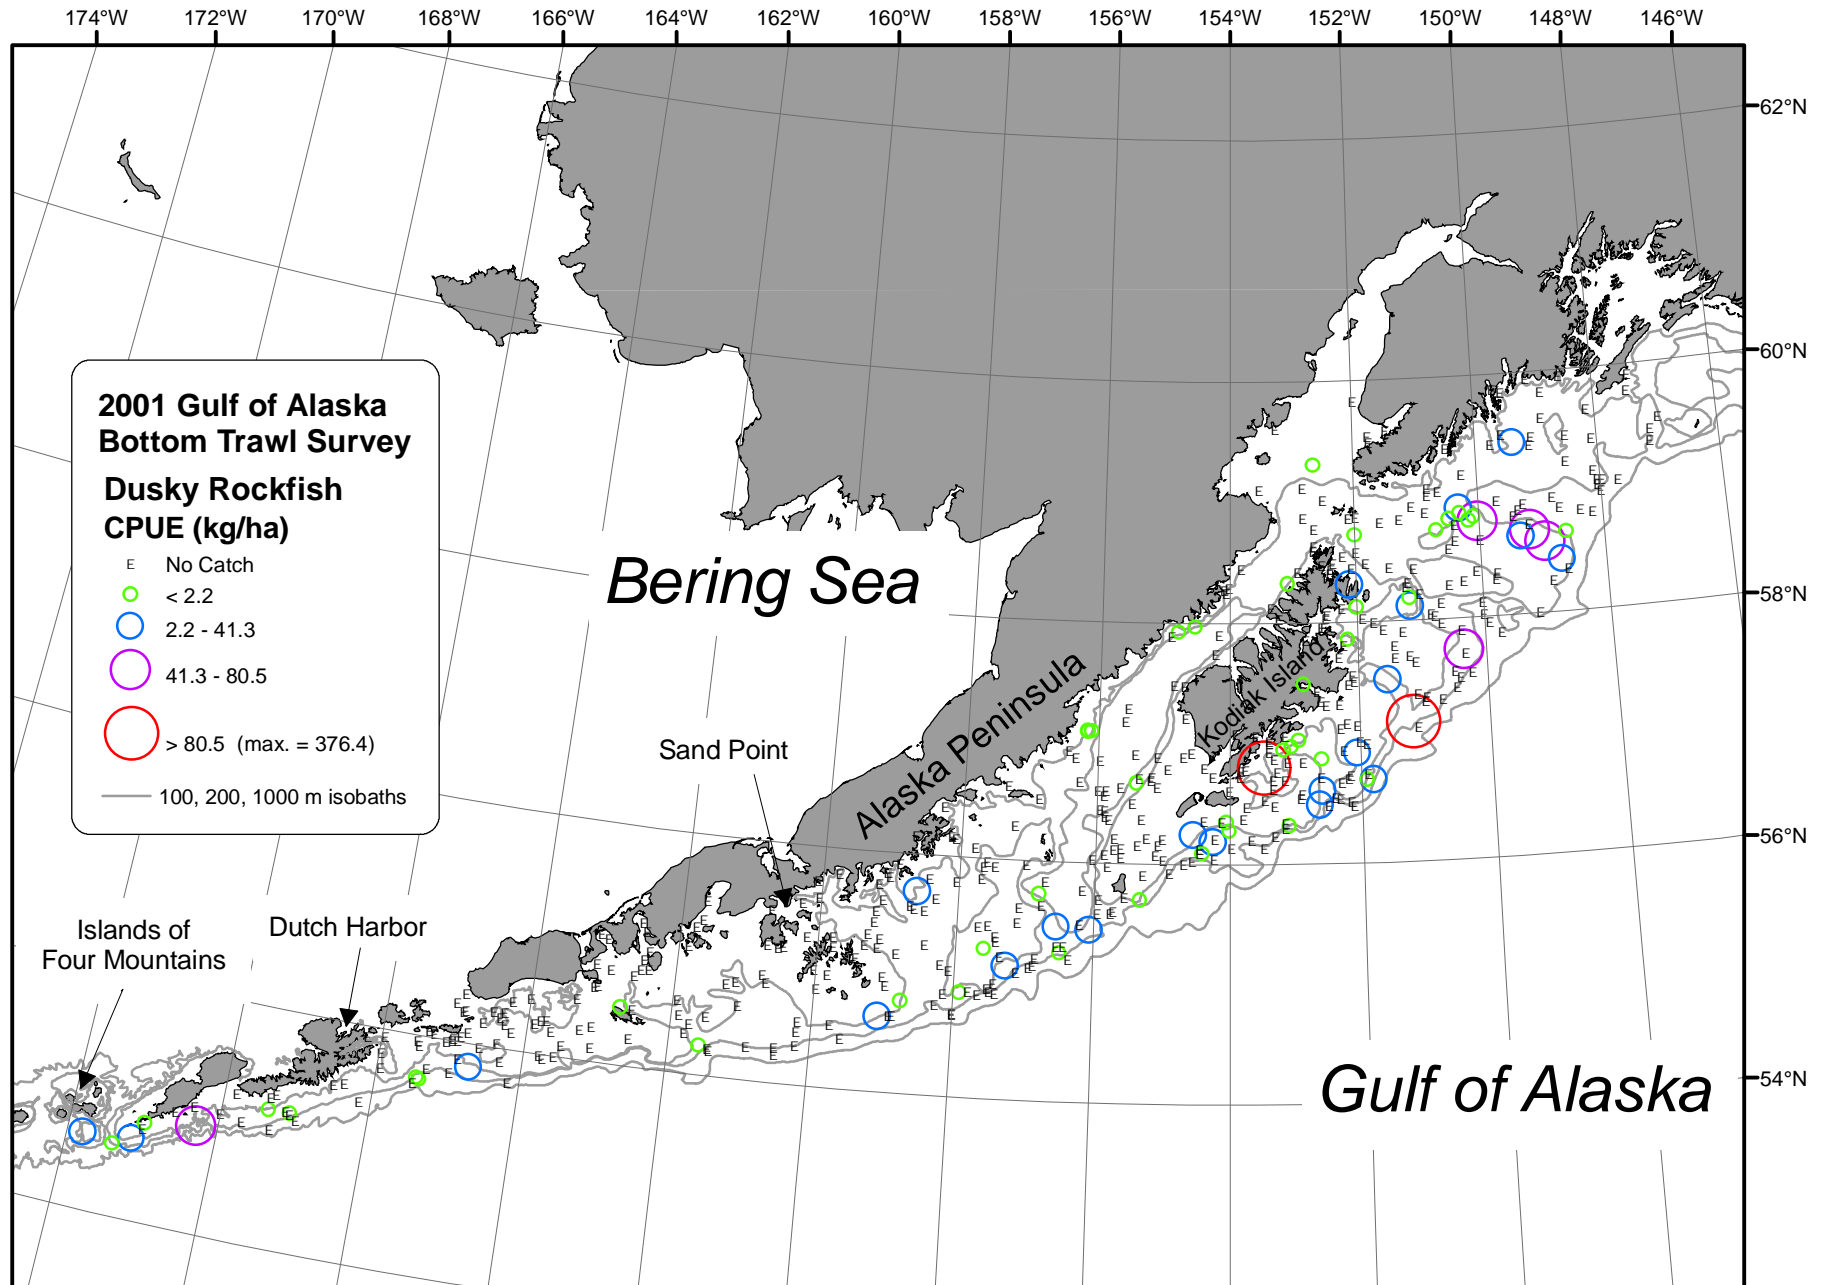 174°W 172°W 170°W 168°W 166°W 164°W 162°W 160°W 158°W 156°W 154°W 152°W 150°W 148°W 146°W
62°N
60°N
58°N
56°N
54°N
2001 Gulf of Alaska
Bottom Trawl Survey
Dusky Rockfish
CPUE (kg/ha)
E No Catch
< 2.2
2.2 - 41.3
41.3 - 80.5
> 80.5 (max. = 376.4)
100, 200, 1000 m isobaths
Bering Sea
Alaska Peninsula
Kodiak Island
Sand Point
Dutch Harbor
Islands of
Four Mountains
Gulf of Alaska